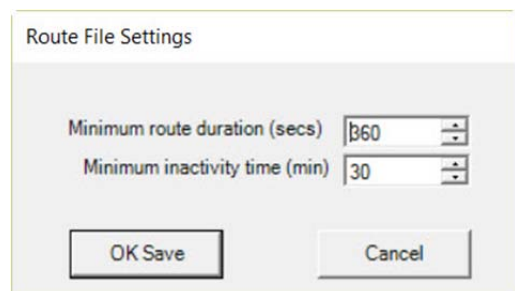 Route File Settings
Minimum route duration (secs) 360
Minimum inactivity time (min) 30
OK Save Cancel